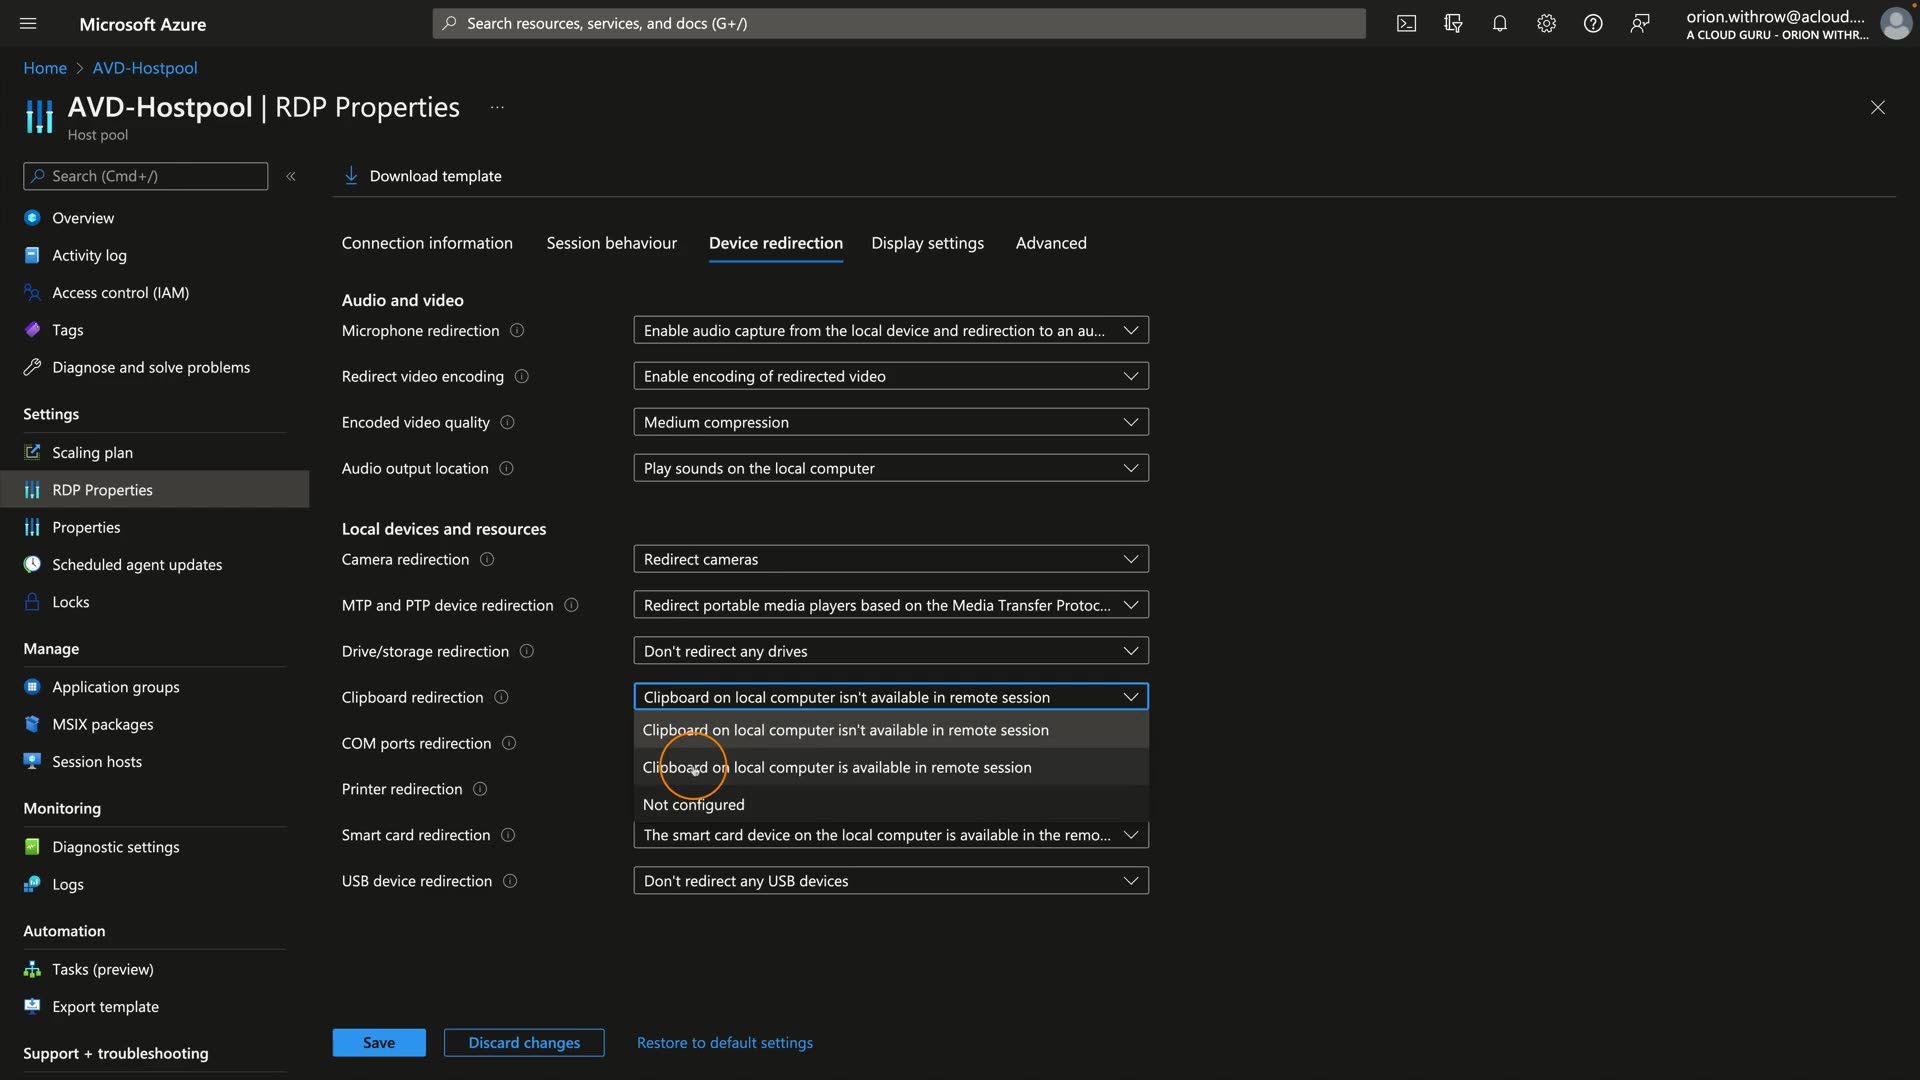 Microsoft Azure
Search resources, services, and docs (G+/)
orion.withrow@acloud....
A CLOUD GURU - ORION WITHR...
Home > AVD-Hostpool
AVD-Hostpool | RDP Properties ...
Host pool
Search (Cmd+/)
«
Download template
Overview
Activity log
Access control (IAM)
Tags
Diagnose and solve problems
Settings
Scaling plan
RDP Properties
Properties
Scheduled agent updates
Locks
Manage
Application groups
MSIX packages
Session hosts
Monitoring
Diagnostic settings
Logs
Automation
Tasks (preview)
Export template
Support + troubleshooting
Connection information
Session behaviour
Device redirection
Display settings
Advanced
Audio and video
Microphone redirection
Enable audio capture from the local device and redirection to an au...
Redirect video encoding
Enable encoding of redirected video
Encoded video quality
Medium compression
Audio output location
Play sounds on the local computer
Local devices and resources
Camera redirection
Redirect cameras
MTP and PTP device redirection
Redirect portable media players based on the Media Transfer Protoc...
Drive/storage redirection
Don't redirect any drives
Clipboard redirection
Clipboard on local computer isn't available in remote session
Clipboard on local computer isn't available in remote session
COM ports redirection
Clipboard on local computer is available in remote session
Printer redirection
Not configured
Smart card redirection
The smart card device on the local computer is available in the remo...
USB device redirection
Don't redirect any USB devices
Save
Discard changes
Restore to default settings